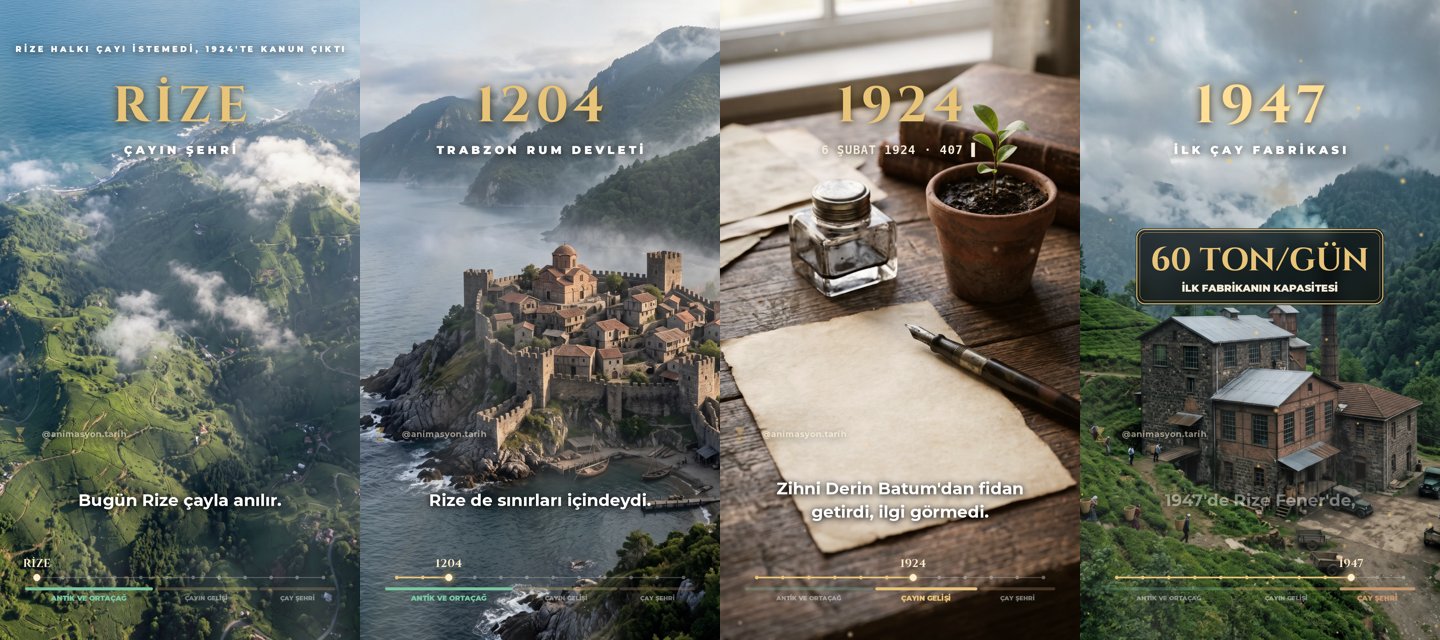 RİZE HALKI ÇAYI İSTEMEDİ, 1924'TE KANUN ÇIKTI
RİZE
ÇAYIN ŞEHRİ
@animasyon.tarih
Bugün Rize çayla anılır.
RİZE
ANTİK VE ORTAÇAĞ
ÇAYIN GELİŞİ
ÇAY ŞEHRİ
1204
TRABZON RUM DEVLETİ
@animasyon.tarih
Rize de sınırları içindeydi.
1204
ANTİK VE ORTAÇAĞ
ÇAYIN GELİŞİ
ÇAY ŞEHRİ
1924
6 ŞUBAT 1924 · 407
@animasyon.tarih
Zihni Derin Batum'dan fidan
getirdi, ilgi görmedi.
1924
ANTİK VE ORTAÇAĞ
ÇAYIN GELİŞİ
ÇAY ŞEHRİ
1947
İLK ÇAY FABRİKASI
60 TON/GÜN
İLK FABRİKANIN KAPASİTESİ
@animasyon.tarih
1947'de Rize Fener'de,
1947
ANTİK VE ORTAÇAĞ
ÇAYIN GELİŞİ
ÇAY ŞEHRİ